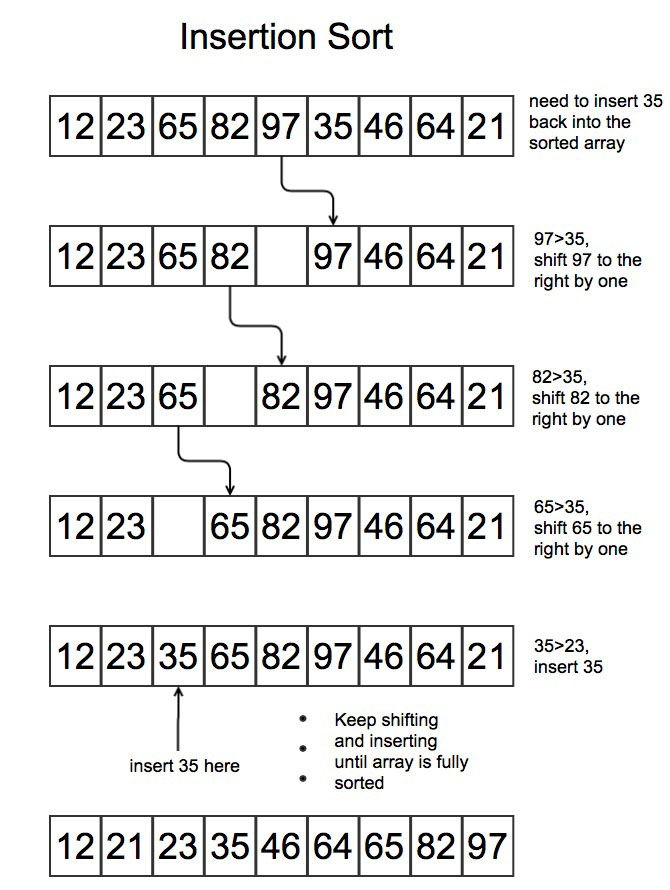 Insertion Sort
12 23 65 82 97 35 46 64 21
need to insert 35
back into the
sorted array
12 23 65 82 97 46 64 21
97>35,
shift 97 to the
right by one
12 23 65 82 97 46 64 21
82>35,
shift 82 to the
right by one
12 23 65 82 97 46 64 21
65>35,
shift 65 to the
right by one
12 23 35 65 82 97 46 64 21
35>23,
insert 35
insert 35 here
• Keep shifting
• and inserting
until array is fully
• sorted
12 21 23 35 46 64 65 82 97